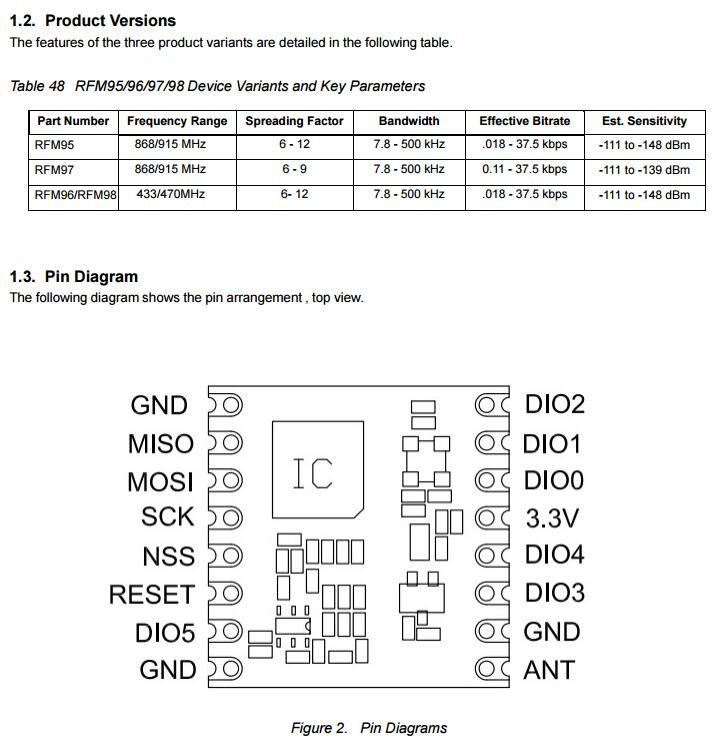 1.2. Product Versions
The features of the three product variants are detailed in the following table.
Table 48 RFM95/96/97/98 Device Variants and Key Parameters
Part Number Frequency Range Spreading Factor Bandwidth Effective Bitrate Est. Sensitivity
RFM95 868/915 MHz 6 - 12 7.8 - 500 kHz .018 - 37.5 kbps -111 to -148 dBm
RFM97 868/915 MHz 6 - 9 7.8 - 500 kHz 0.11 - 37.5 kbps -111 to -139 dBm
RFM96/RFM98 433/470MHz 6- 12 7.8 - 500 kHz .018 - 37.5 kbps -111 to -148 dBm
1.3. Pin Diagram
The following diagram shows the pin arrangement , top view.
GND DIO2
MISO DIO1
MOSI IC DIO0
SCK 3.3V
NSS DIO4
RESET DIO3
DIO5 GND
GND ANT
Figure 2. Pin Diagrams